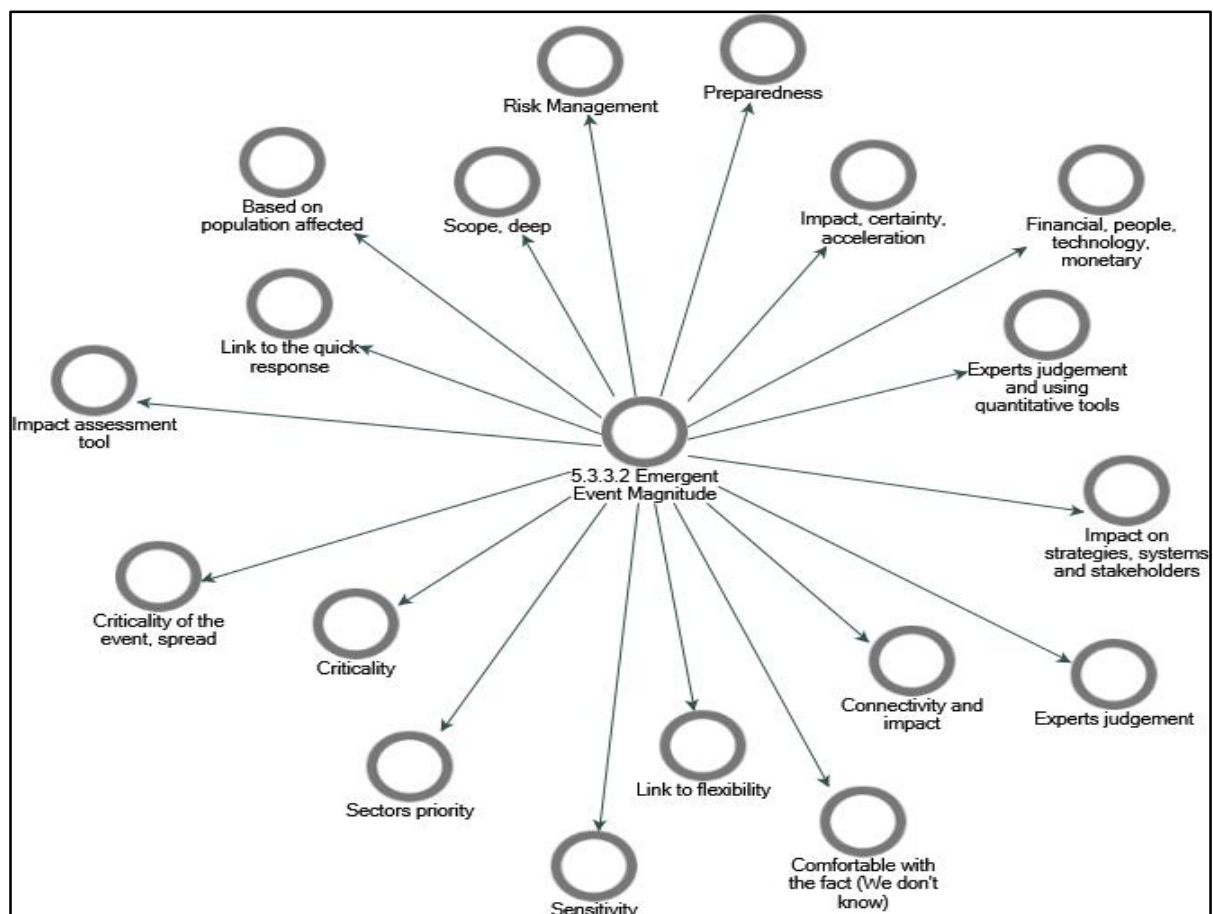 Risk Management
Preparedness
Based on
population affected
Scope, deep
Impact, certainty,
acceleration
Financial, people,
technology,
monetary
Link to the quick
response
Experts judgement
and using
quantitative tools
Impact assessment
tool
5.3.3.2 Emergent
Event Magnitude
Impact on
strategies, systems
and stakeholders
Criticality of the
event, spread
Criticality
Connectivity and
impact
Experts judgement
Sectors priority
Link to flexibility
Comfortable with
the fact (We don't
know)
Sensitivity